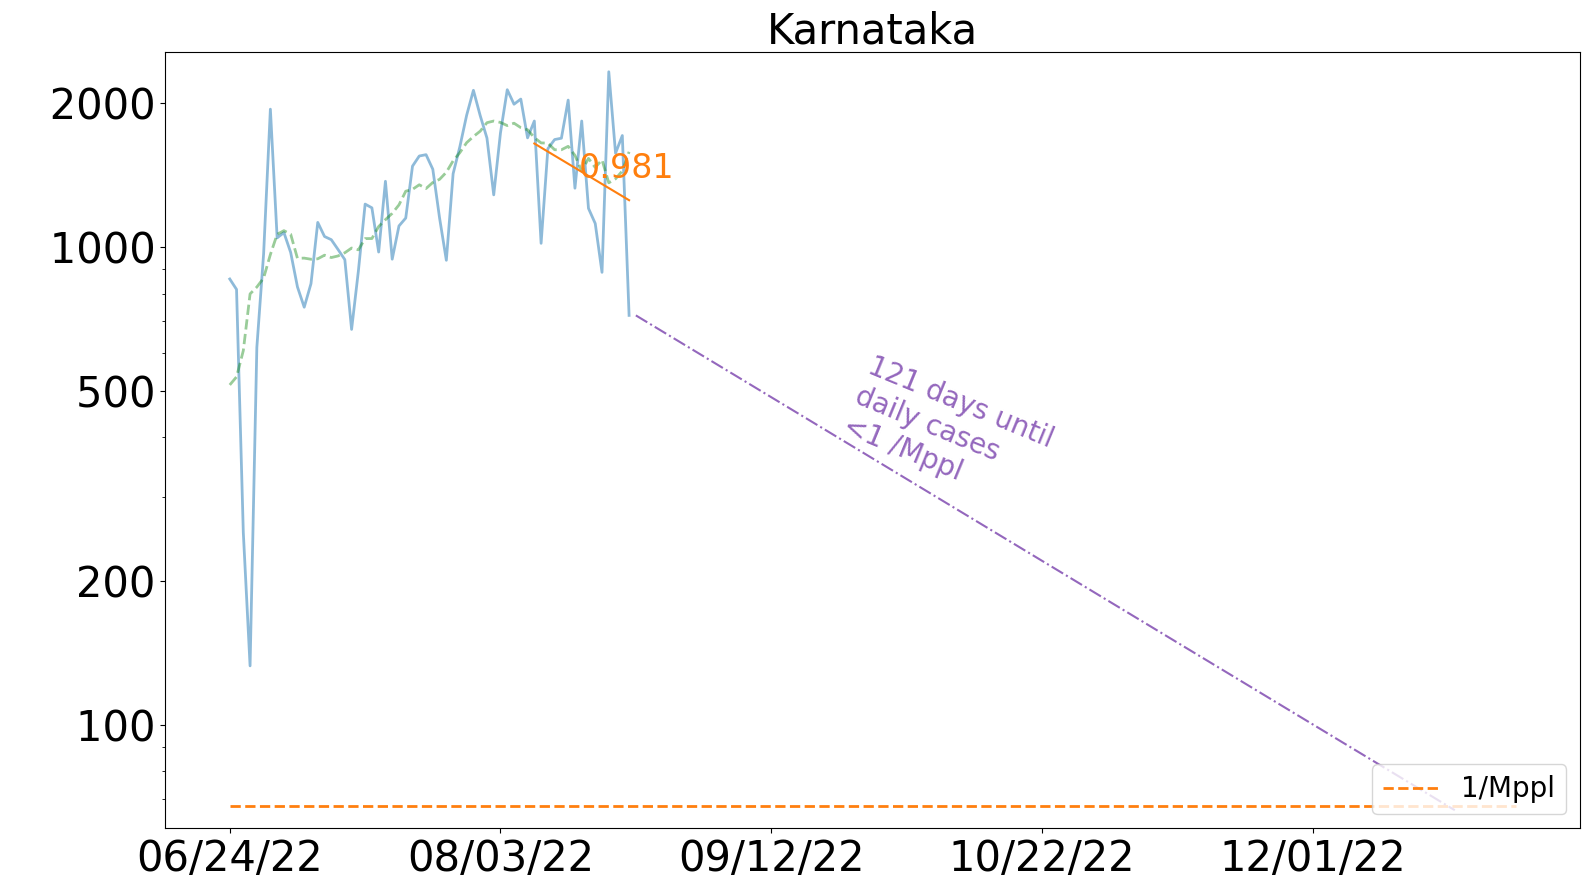 Karnataka
2000
1000
500
200
100
0.981
121 days until
daily cases
<1 /Mppl
1/Mppl
06/24/22
08/03/22
09/12/22
10/22/22
12/01/22